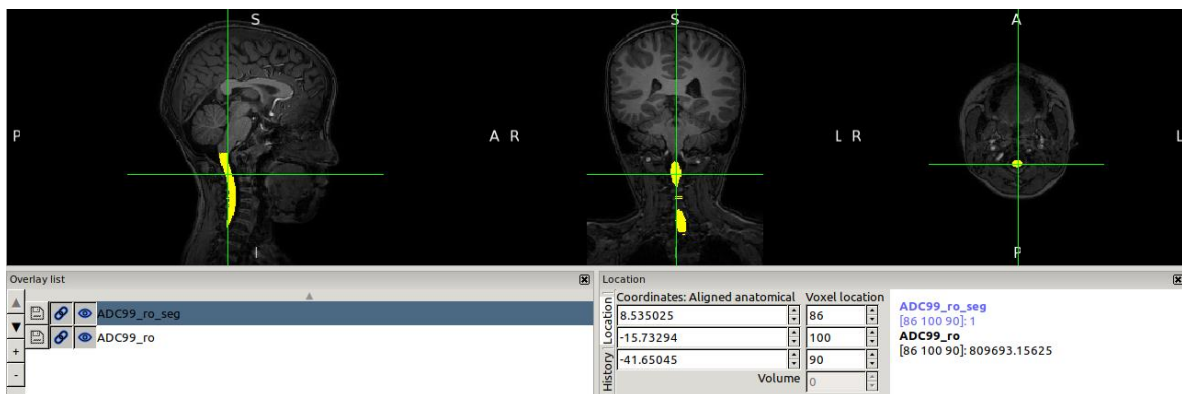 S S A
P A R L R L
I P
Overlay list Location
Coordinates: Aligned anatomical Voxel location
ADC99_ro_seg
ADC99_ro
8.535025 86
-15.73294 100
-41.65045 90
Volume 0
Location
History
+
-
ADC99_ro_seg
[86 100 90]: 1
ADC99_ro
[86 100 90]: 809693.15625